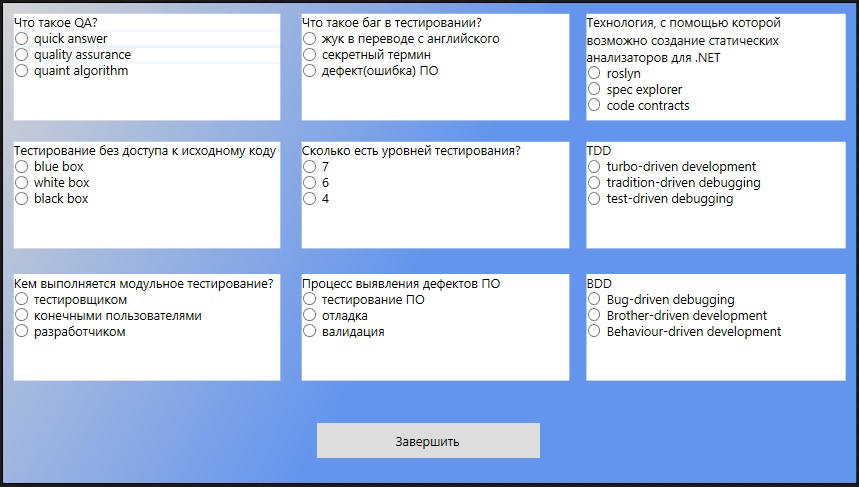 Что такое QA?
quick answer
quality assurance
quaint algorithm
Что такое баг в тестировании?
жук в переводе с английского
секретный термин
дефект(ошибка) ПО
Технология, с помощью которой
возможно создание статических
анализаторов для .NET
roslyn
spec explorer
code contracts
Тестирование без доступа к исходному коду
blue box
white box
black box
Сколько есть уровней тестирования?
7
6
4
TDD
turbo-driven development
tradition-driven debugging
test-driven debugging
Кем выполняется модульное тестирование?
тестировщиком
конечными пользователями
разработчиком
Процесс выявления дефектов ПО
тестирование ПО
отладка
валидация
BDD
Bug-driven debugging
Brother-driven development
Behaviour-driven development
Завершить